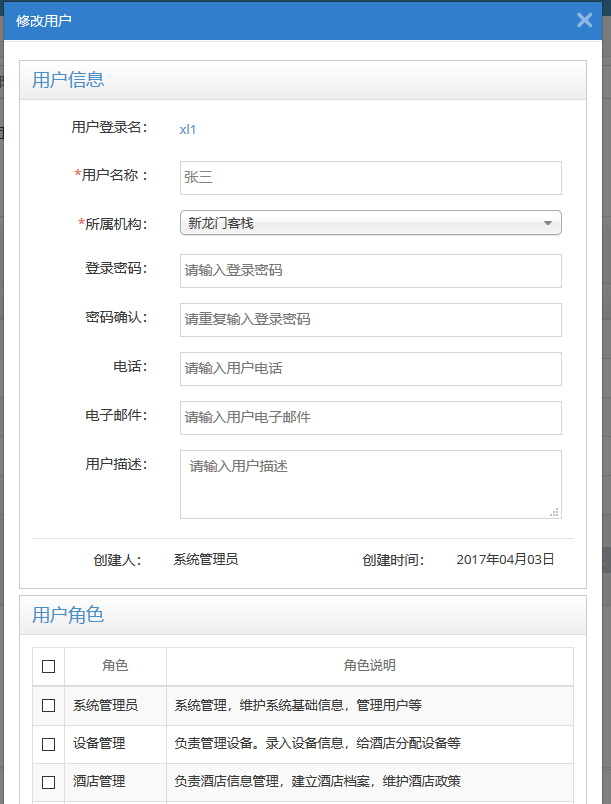 修改用户
用户信息
用户登录名： xl1
*用户名称： 张三
*所属机构： 新龙门客栈
登录密码： 请输入登录密码
密码确认： 请重复输入登录密码
电话： 请输入用户电话
电子邮件： 请输入用户电子邮件
用户描述： 请输入用户描述
创建人： 系统管理员 创建时间： 2017年04月03日
用户角色
角色 角色说明
系统管理员 系统管理，维护系统基础信息，管理用户等
设备管理 负责管理设备。录入设备信息，给酒店分配设备等
酒店管理 负责酒店信息管理，建立酒店档案，维护酒店政策